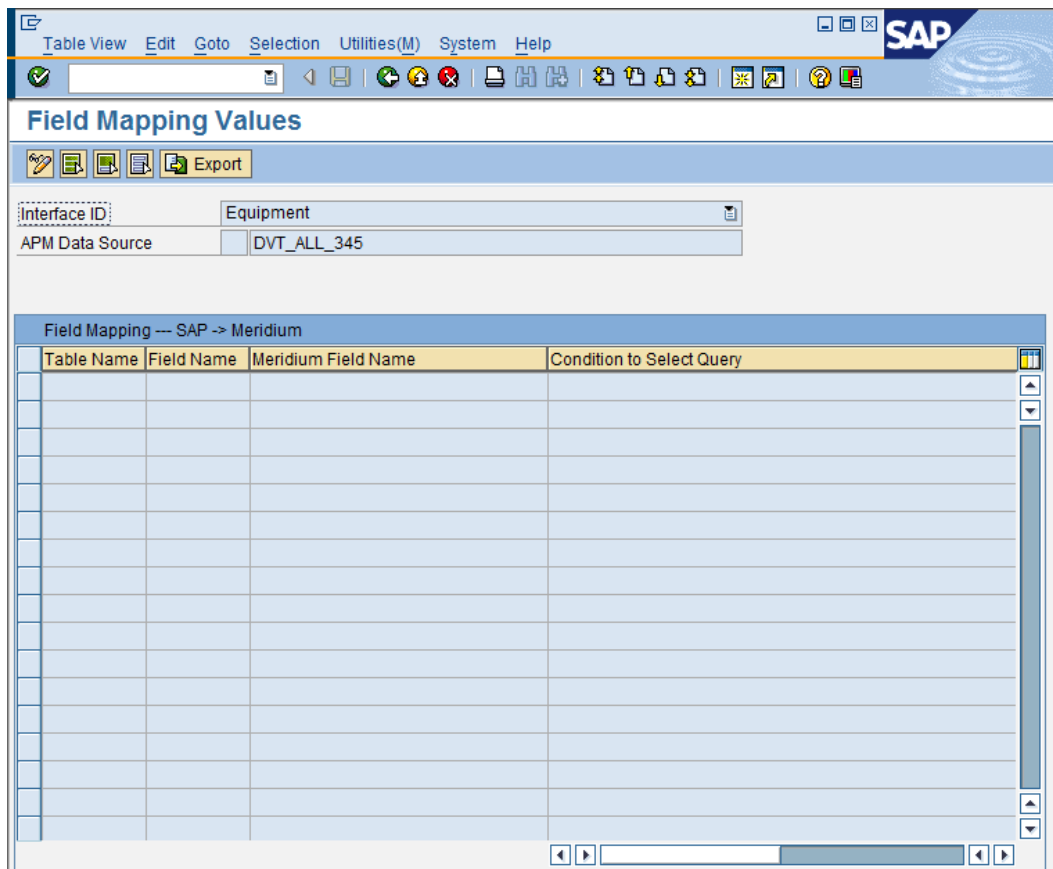 Table View Edit Goto Selection Utilities(M) System Help
SAP
Field Mapping Values
Export
Interface ID: Equipment
APM Data Source DVT_ALL_345
Field Mapping --- SAP -> Meridium
Table Name Field Name Meridium Field Name Condition to Select Query